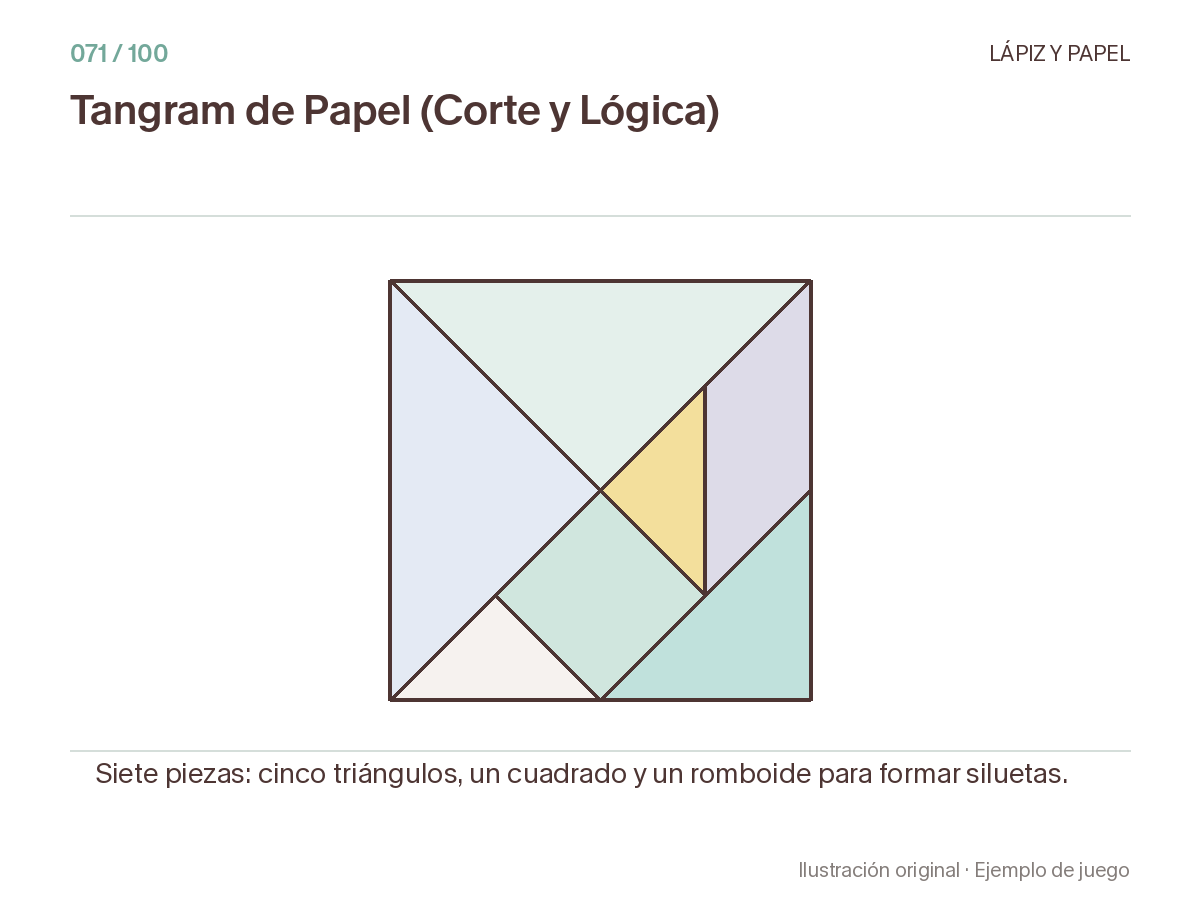 071 / 100
LÁPIZ Y PAPEL
Tangram de Papel (Corte y Lógica)
Siete piezas: cinco triángulos, un cuadrado y un romboide para formar siluetas.
Ilustración original · Ejemplo de juego